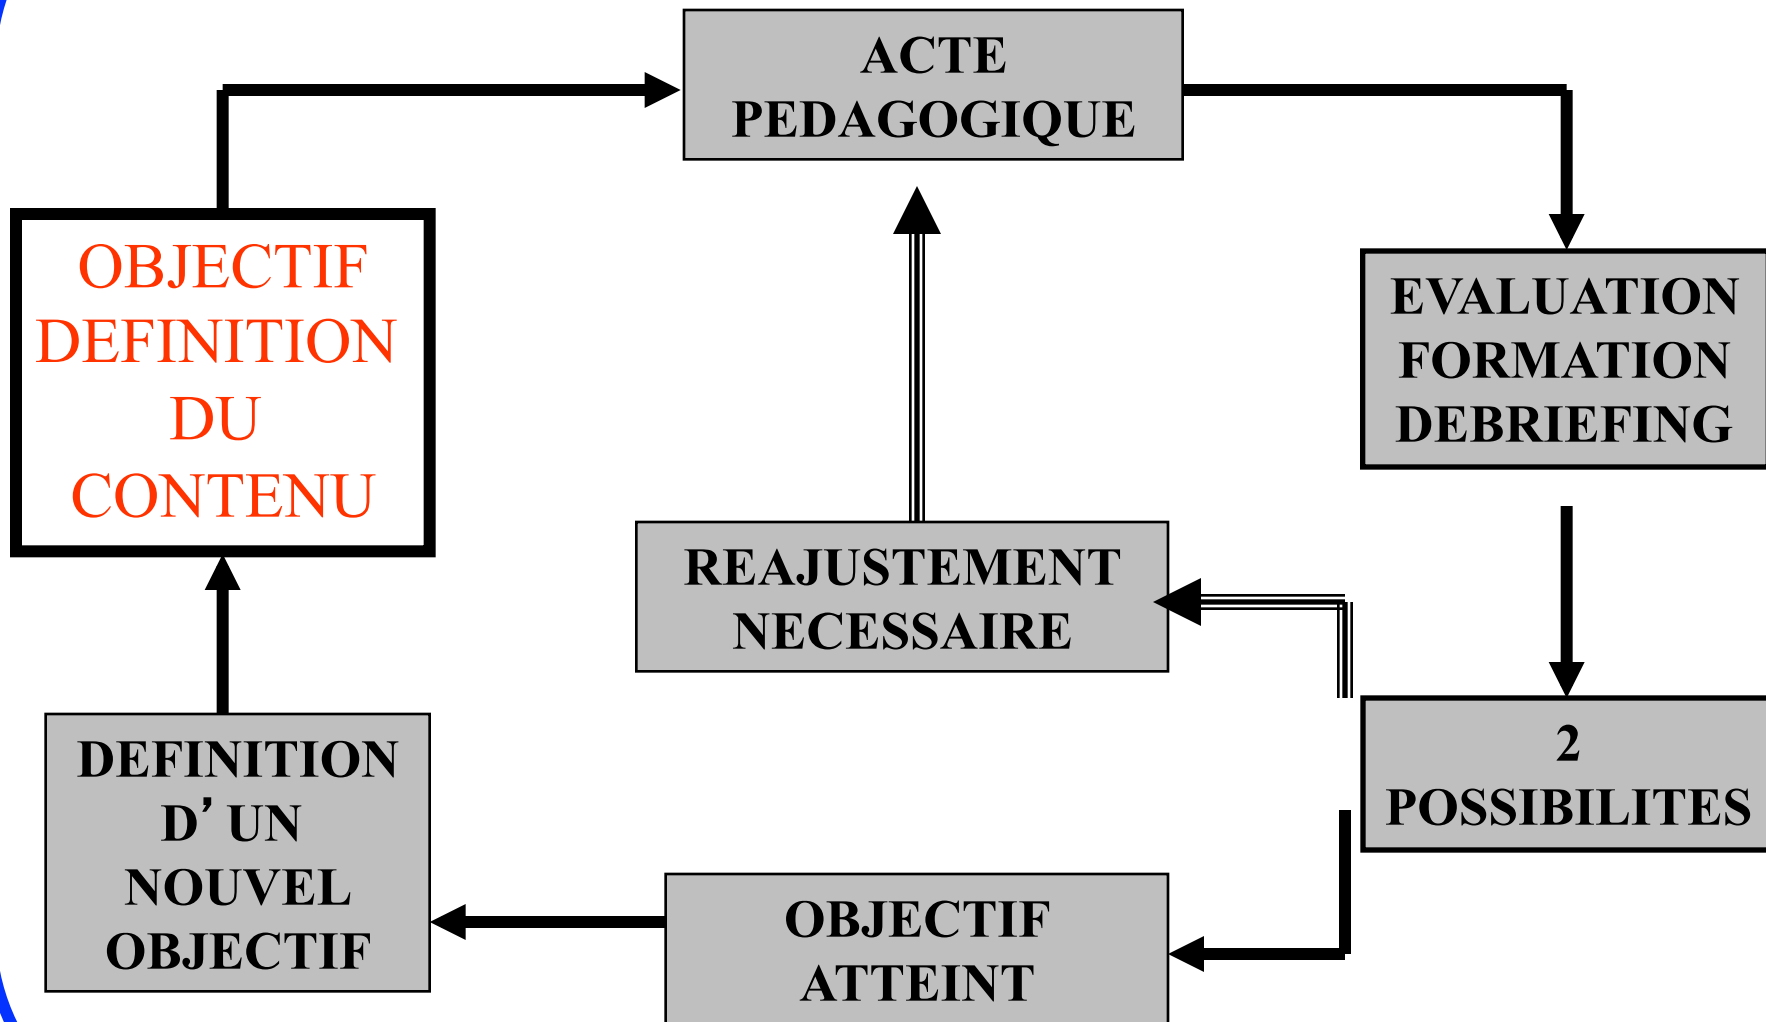 ACTE
PEDAGOGIQUE
OBJECTIF
DEFINITION
DU
CONTENU
EVALUATION
FORMATION
DEBRIEFING
REAJUSTEMENT
NECESSAIRE
2
POSSIBILITES
DEFINITION
D’ UN
NOUVEL
OBJECTIF
OBJECTIF
ATTEINT